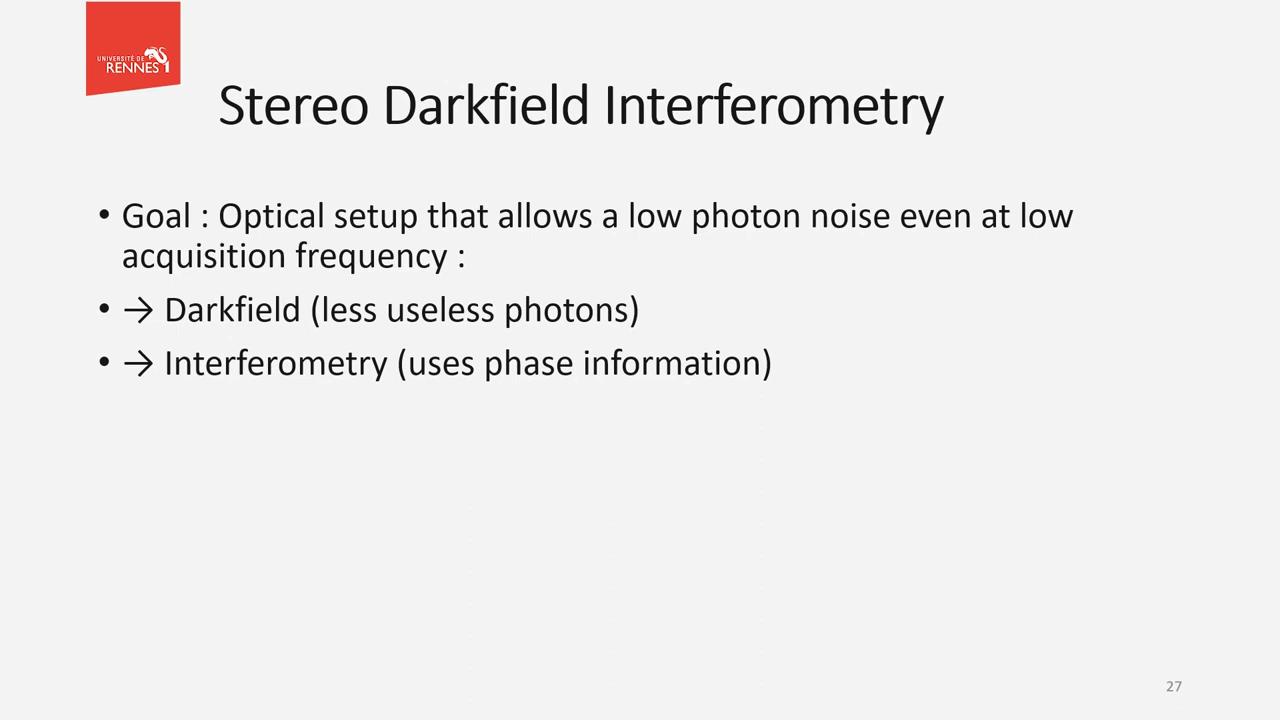 UNIVERSITÉ DE
RENNES 1
Stereo Darkfield Interferometry
• Goal : Optical setup that allows a low photon noise even at low
acquisition frequency :
• → Darkfield (less useless photons)
• → Interferometry (uses phase information)
27